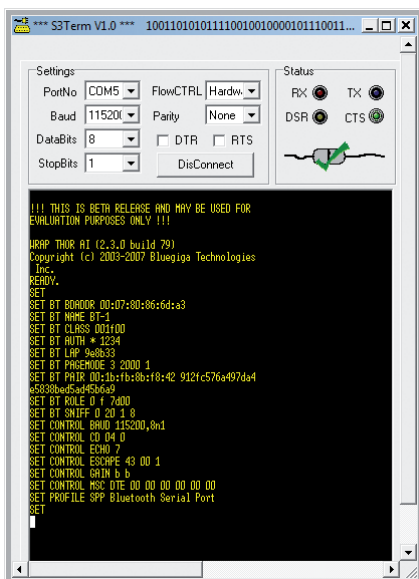 *** S3Term V1.0 *** 1001101010111100100100001011100​11...
Settings
PortNo COM5 FlowCTRL Hardw.
Baud 115200 Parity None
DataBits 8 DTR RTS
StopBits 1 DisConnect
Status
RX TX
DSR CTS
!!! THIS IS BETA RELEASE AND MAY BE USED FOR
EVALUATION PURPOSES ONLY !!!
WRAP THOR AI (2.3.0 build 79)
Copyright (c) 2003-2007 Bluegiga Technologies
Inc.
READY.
SET
SET BT BDADDR 00:07:80:86:6d:a3
SET BT NAME BT-1
SET BT CLASS 001f00
SET BT AUTH * 1234
SET BT LAP 9e8b33
SET BT PAGEMODE 3 2000 1
SET BT PAIR 00:1b:fb:8b:f8:42 912fc576a497da4
e5838bed5ad45b6a9
SET BT ROLE 0 f 7d00
SET BT SNIFF 0 20 1 8
SET CONTROL BAUD 115200,8n1
SET CONTROL CD 04 0
SET CONTROL ECHO 7
SET CONTROL ESCAPE 43 00 1
SET CONTROL GAIN b b
SET CONTROL MSC DTE 00 00 00 00 00 00
SET PROFILE SPP Bluetooth Serial Port
SET